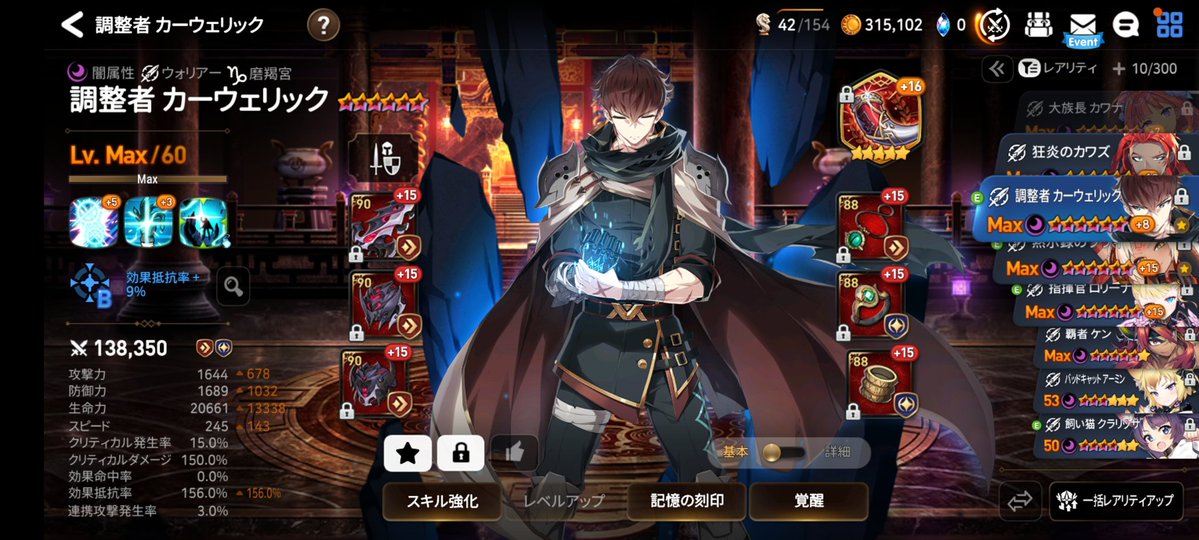 調整者 カーウェリック
?
42/154
315,102
0
Event
闇属性 ウォリアー 磨羯宮
調整者 カーウェリック
Lv. Max/60
Max
+5
+3
B
効果抵抗率 +
9%
138,350
攻撃力 1644 678
防御力 1689 1032
生命力 20661 13338
スピード 245 143
クリティカル発生率 15.0%
クリティカルダメージ 150.0%
効果命中率 0.0%
効果抵抗率 156.0% 156.0%
連携攻撃発生率 3.0%
90
+15
90
+15
90
+15
+16
88
+15
88
+15
88
+15
基本
詳細
スキル強化
レベルアップ
記憶の刻印
覚醒
レアリティ
10/300
大族長 カワナ
狂炎のカワズ
E
調整者 カーウェリック
Max
+8
E
Max
+15
E
指揮官 ロリーナ
Max
+15
覇者 ケン
Max
バッドキャットアーミン
53
E
飼い猫 クラリッサ
50
一括レアリティアップ